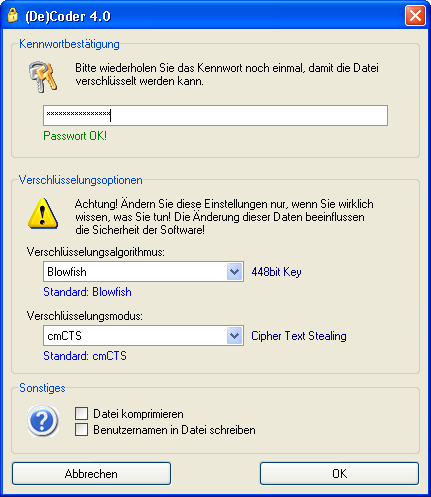 (De)Coder 4.0
Kennwortbestätigung
Bitte wiederholen Sie das Kennwort noch einmal, damit die Datei
verschlüsselt werden kann.
Passwort OK!
Verschlüsselungsoptionen
Achtung! Ändern Sie diese Einstellungen nur, wenn Sie wirklich
wissen, was Sie tun! Die Änderung dieser Daten beeinflussen
die Sicherheit der Software!
Verschlüsselungsalgorithmus:
Blowfish 448bit Key
Standard: Blowfish
Verschlüsselungsmodus:
cmCTS Cipher Text Stealing
Standard: cmCTS
Sonstiges
Datei komprimieren
Benutzernamen in Datei schreiben
Abbrechen OK